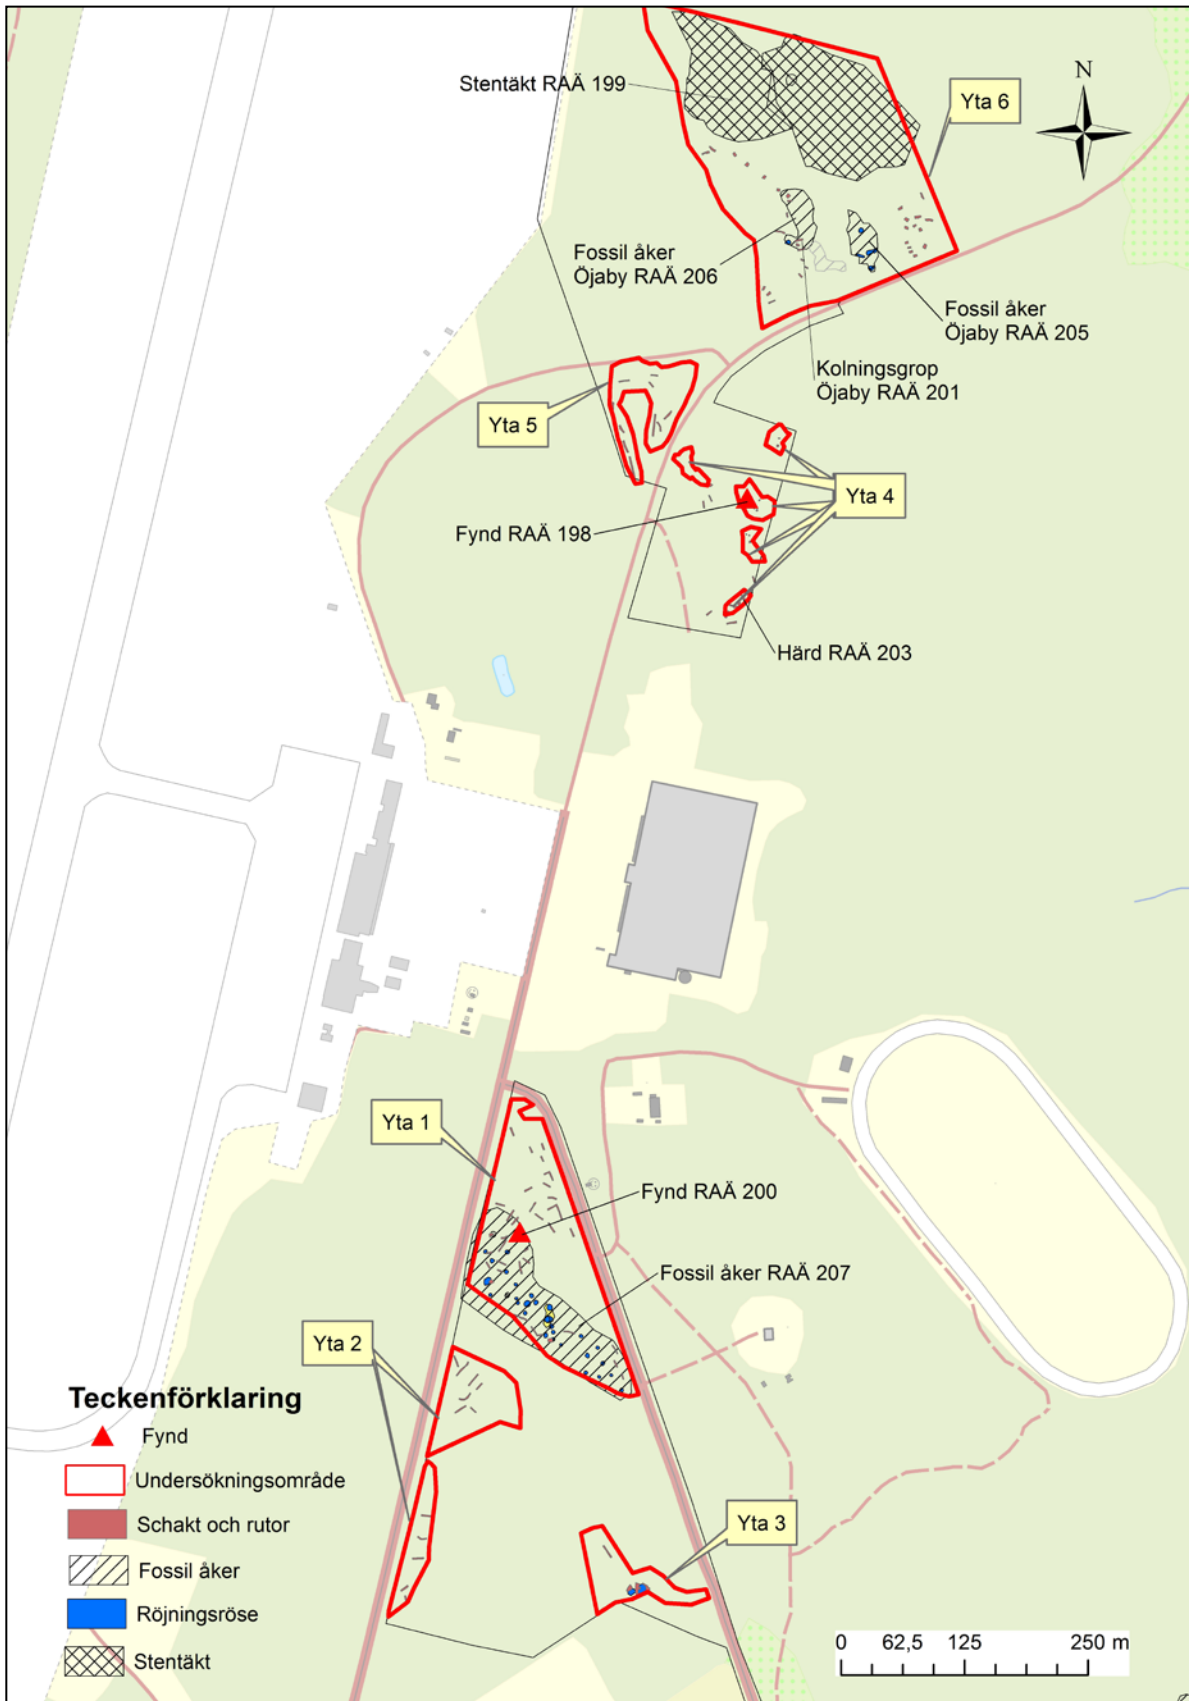 Stentäkt RAÄ 199
Yta 6
N
Fossil åker
Öjaby RAÄ 206
Fossil åker
Öjaby RAÄ 205
Kolningsgrop
Öjaby RAÄ 201
Yta 5
Yta 4
Fynd RAÄ 198
Härd RAÄ 203
Yta 1
Fynd RAÄ 200
Fossil åker RAÄ 207
Yta 2
Teckenförklaring
Fynd
Undersökningsområde
Schakt och rutor
Fossil åker
Röjningsröse
Stentäkt
Yta 3
0 62,5 125 250 m